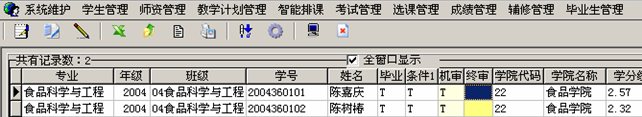 系统维护 学生管理 师资管理 教学计划管理 智能排课 考试管理 选课管理 成绩管理 辅修管理 毕业生管理
共有记录数：2 全窗口显示
专业 年级 班级 学号 姓名 毕业 条件1 机审 终审 学院代码 学院名称 学分绩
食品科学与工程 2004 04食品科学与工程 2004360101 陈嘉庆 T T T 22 食品学院 2.57
食品科学与工程 2004 04食品科学与工程 2004360102 陈树椿 T T T 22 食品学院 2.32